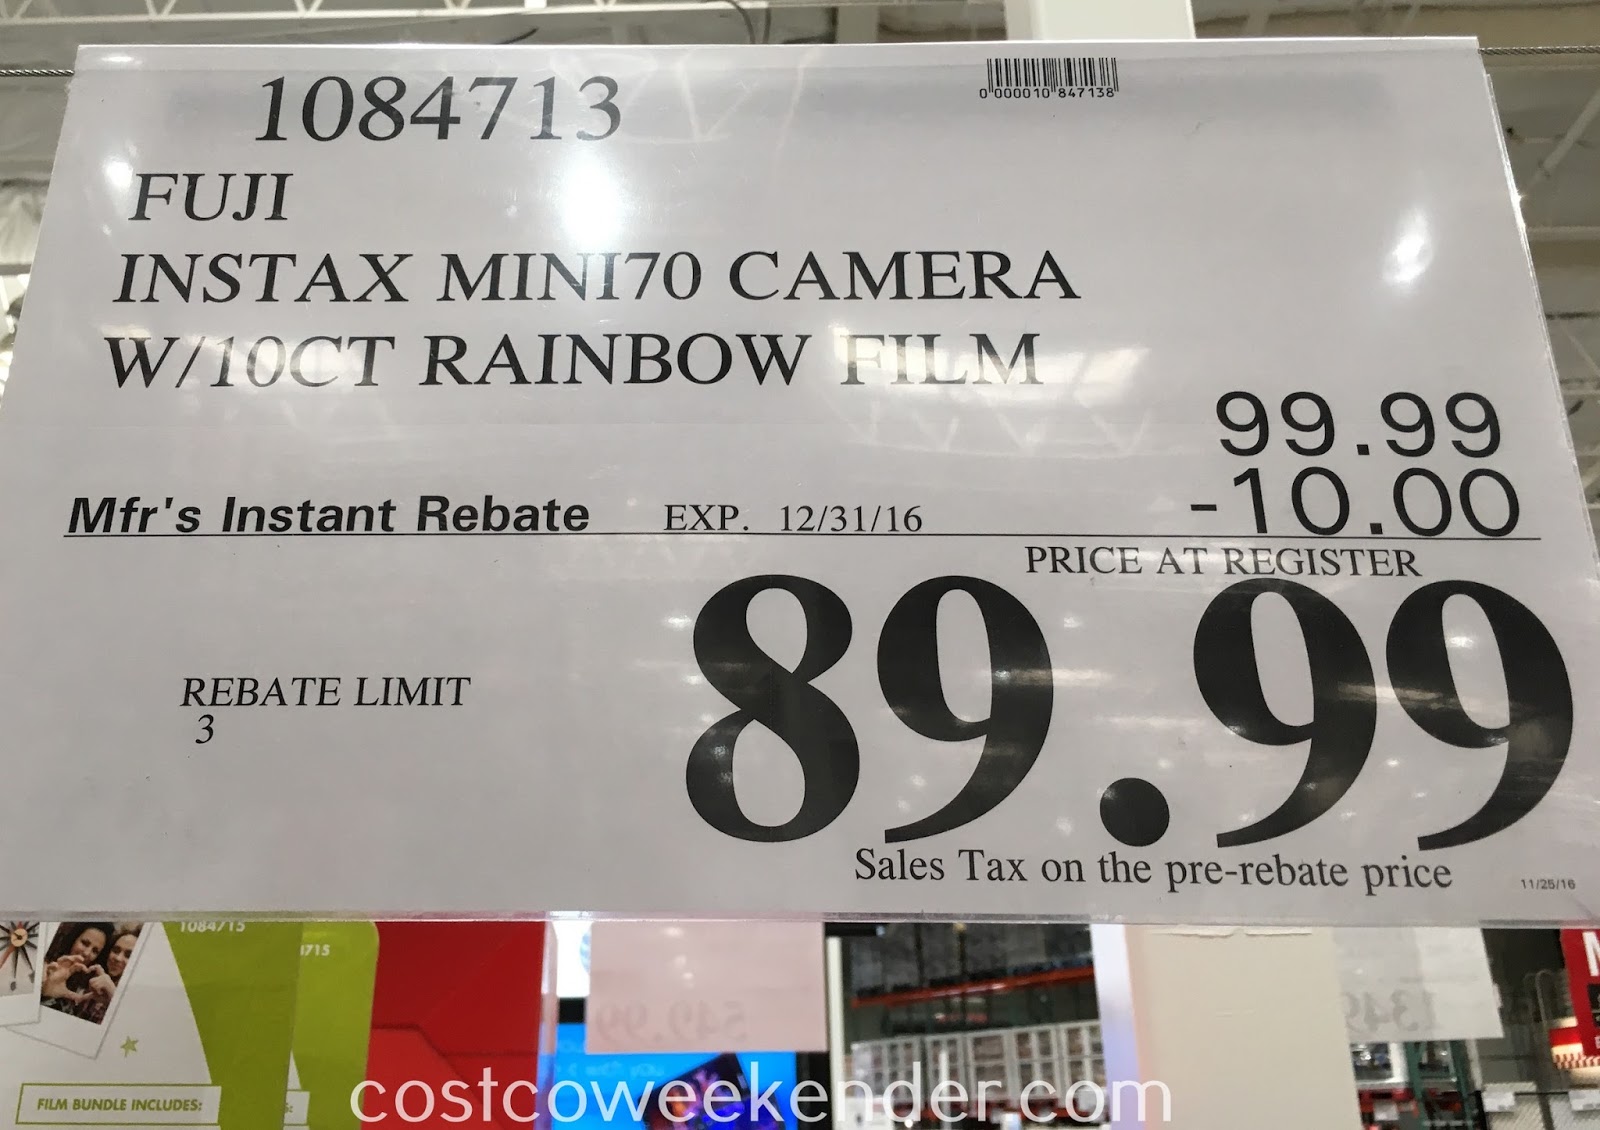 1084713
0 000010 847138
FUJI
INSTAX MINI70 CAMERA
W/10CT RAINBOW FILM
99.99
Mfr's Instant Rebate EXP. 12/31/16 -10.00
PRICE AT REGISTER
89.99
REBATE LIMIT
3
Sales Tax on the pre-rebate price
11/25/16
1084715
1715
FILM BUNDLE INCLUDES:
costcoweekender.com